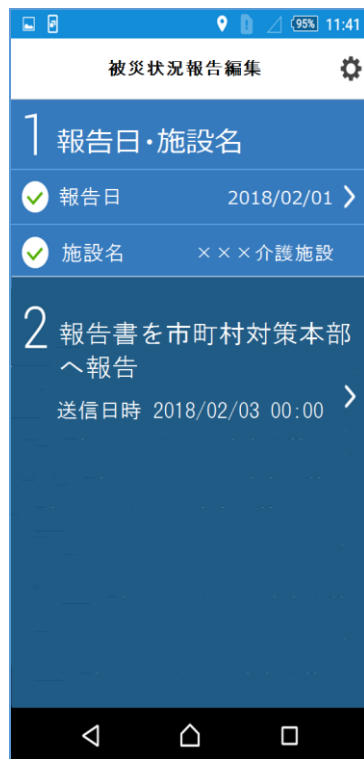 95% 11:41
被災状況報告編集
1 報告日・施設名
報告日 2018/02/01
施設名 ×××介護施設
2 報告書を市町村対策本部
へ報告
送信日時 2018/02/03 00:00